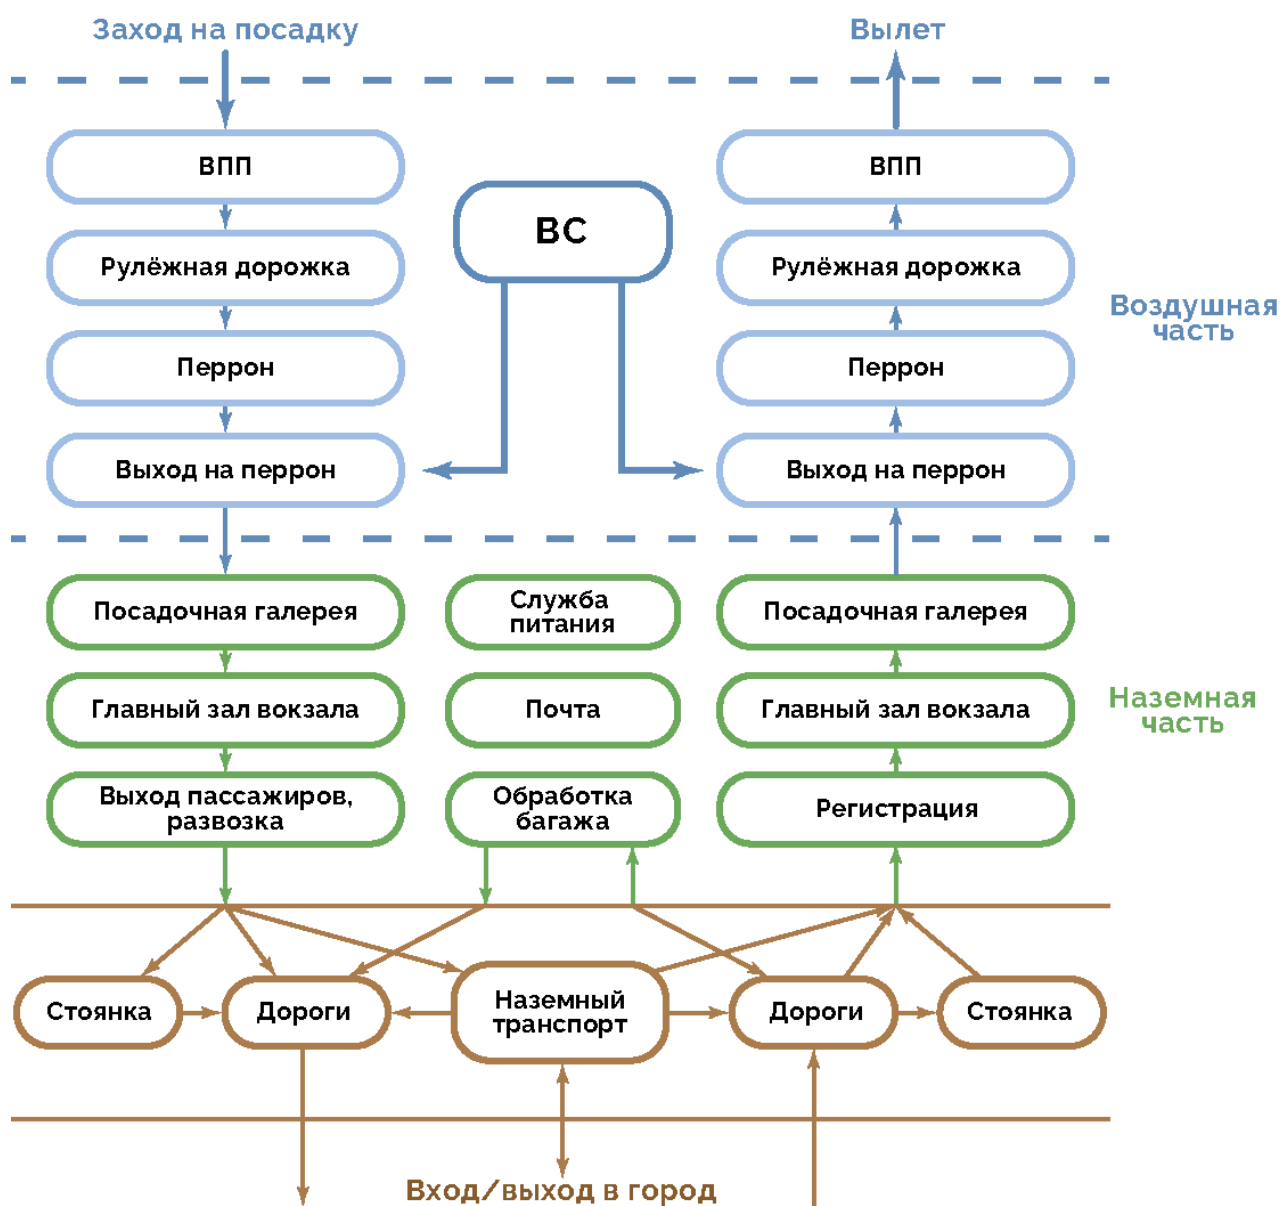 Заход на посадку
Вылет
ВПП
ВПП
ВС
Рулёжная дорожка
Рулёжная дорожка
Воздушная
часть
Перрон
Перрон
Выход на перрон
Выход на перрон
Посадочная галерея
Служба
питания
Посадочная галерея
Главный зал вокзала
Почта
Главный зал вокзала
Наземная
часть
Выход пассажиров,
развозка
Обработка
багажа
Регистрация
Стоянка
Дороги
Наземный
транспорт
Дороги
Стоянка
Вход/выход в город